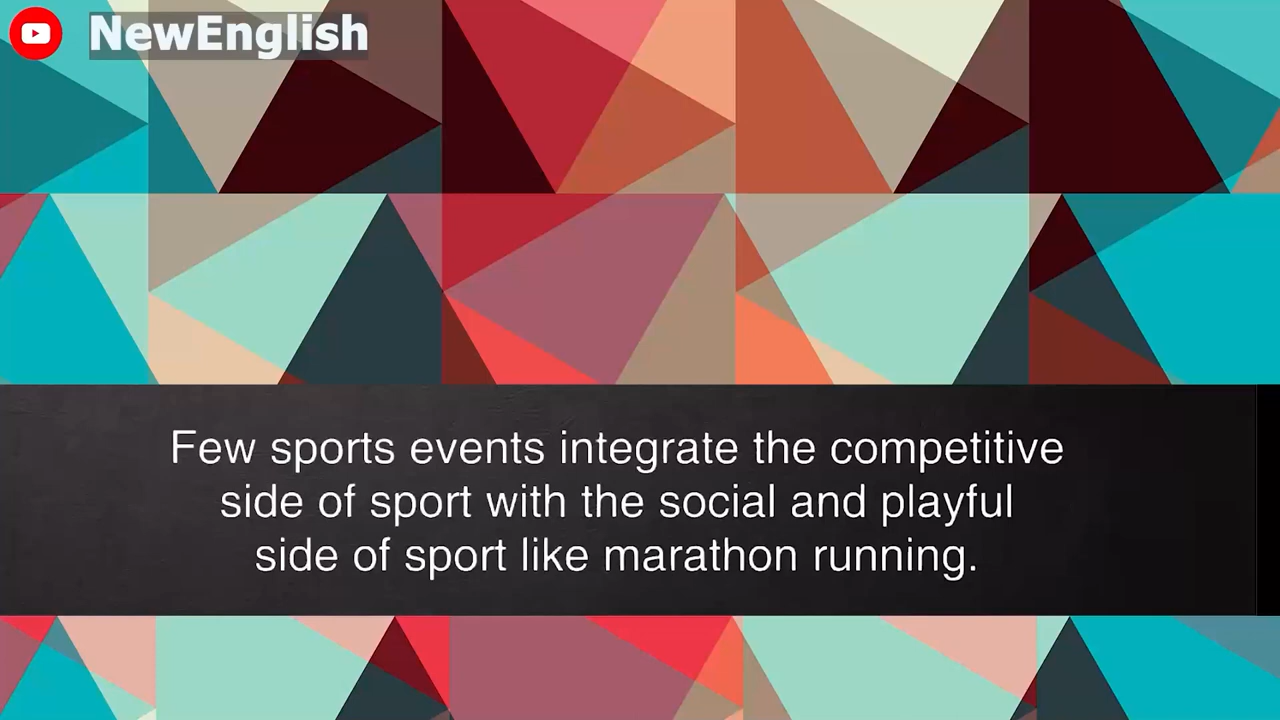 NewEnglish
Few sports events integrate the competitive
side of sport with the social and playful
side of sport like marathon running.